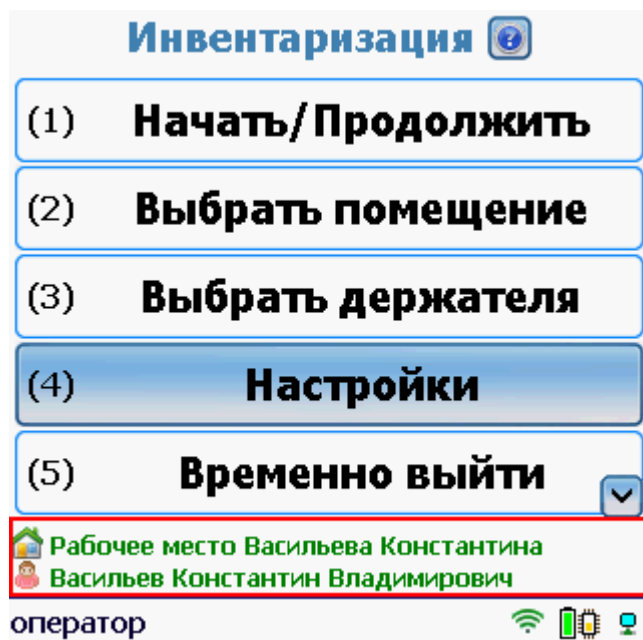 Инвентаризация
(1) Начать/Продолжить
(2) Выбрать помещение
(3) Выбрать держателя
(4) Настройки
(5) Временно выйти
Рабочее место Васильева Константина
Васильев Константин Владимирович
оператор